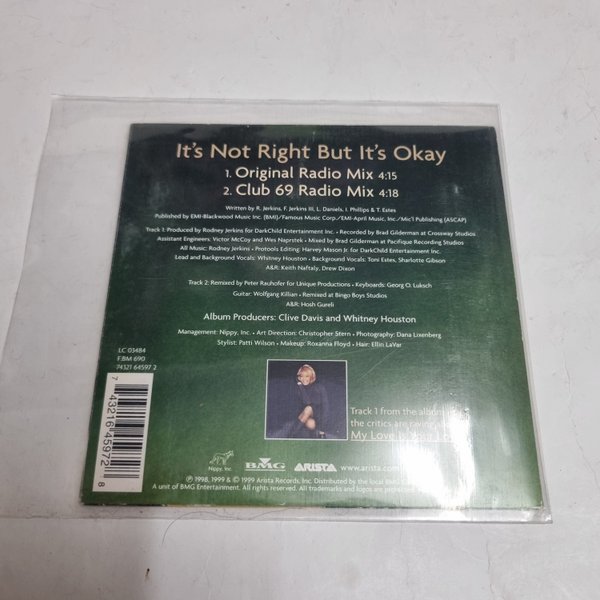 It's Not Right But It's Okay
1. Original Radio Mix 4:15
2. Club 69 Radio Mix 4:18
Written by R. Jerkins, F. Jerkins III, L. Daniels, I. Phillips & T. Estes
Published by EMI-Blackwood Music Inc. (BMI)/Famous Music Corp./EMI-April Music, Inc./Mic'l Publishing (ASCAP)
Track 1: Produced by Rodney Jerkins for DarkChild Entertainment Inc. • Recorded by Brad Gilderman at Crossway Studios
Assistant Engineers: Victor McCoy and Wes Naprstek • Mixed by Brad Gilderman at Pacifique Recording Studios
All Music: Rodney Jerkins • Protools Editing: Harvey Mason Jr. for DarkChild Entertainment Inc.
Lead and Background Vocals: Whitney Houston • Background Vocals: Toni Estes, Sharlotte Gibson
A&R: Keith Naftaly, Drew Dixon
Track 2: Remixed by Peter Rauhofer for Unique Productions • Keyboards: Georg O. Luksch
Guitar: Wolfgang Killian • Remixed at Bingo Boys Studios
A&R: Hosh Gureli
Album Producers: Clive Davis and Whitney Houston
Management: Nippy, Inc. • Art Direction: Christopher Stern • Photography: Dana Lixenberg
Stylist: Patti Wilson • Makeup: Roxanna Floyd • Hair: Ellin LaVar
LC 03484
F:BM 690
74321 64597 2
7 43216 45972 8
Track 1 from the album
the critics are raving about
My Love Is Your Love
Nippy, Inc.
BMG
ARISTA
www.arista.com
℗ 1998, 1999 & © 1999 Arista Records, Inc. Distributed by the local BMG
A unit of BMG Entertainment. All rights reserved. All trademarks and logos are protected.